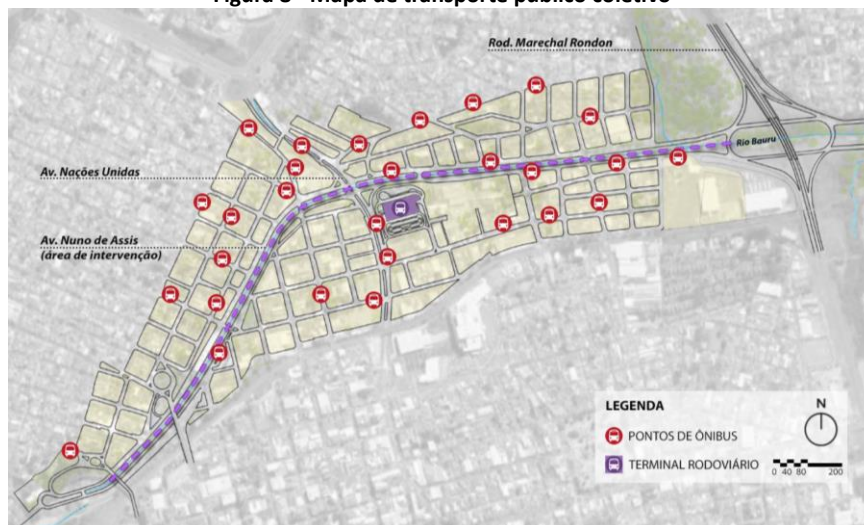 Figura 8 - Mapa de transporte público coletivo
Rod. Marechal Rondon
Rio Bauru
Av. Nações Unidas
Av. Nuno de Assis
(área de intervenção)
LEGENDA
N
PONTOS DE ÔNIBUS
TERMINAL RODOVIÁRIO
0 40 80 200